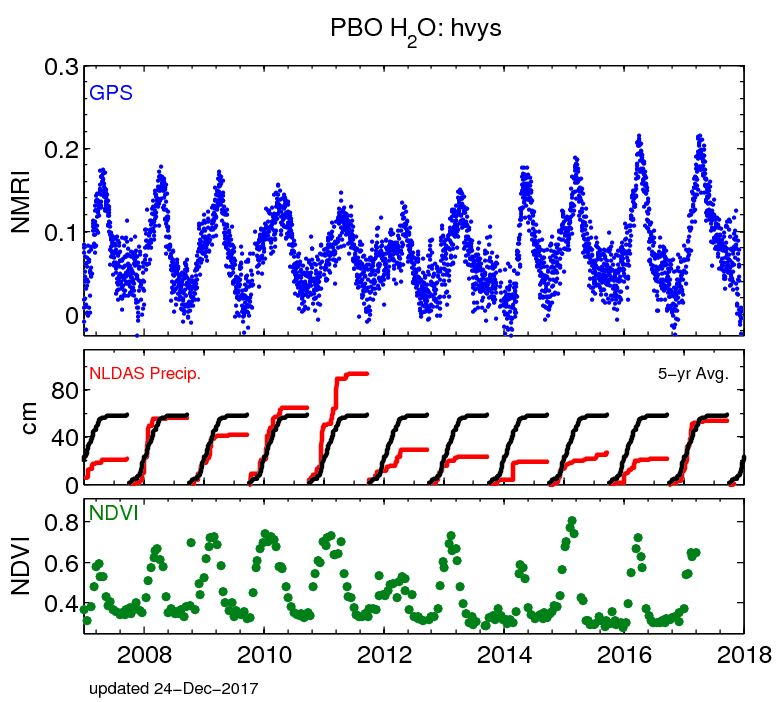 PBO H2O: hvys
0.3
GPS
0.2
NMRI
0.1
0
NLDAS Precip. 5-yr Avg.
80
cm
40
0
NDVI
0.8
NDVI
0.6
0.4
2008 2010 2012 2014 2016 2018
updated 24-Dec-2017